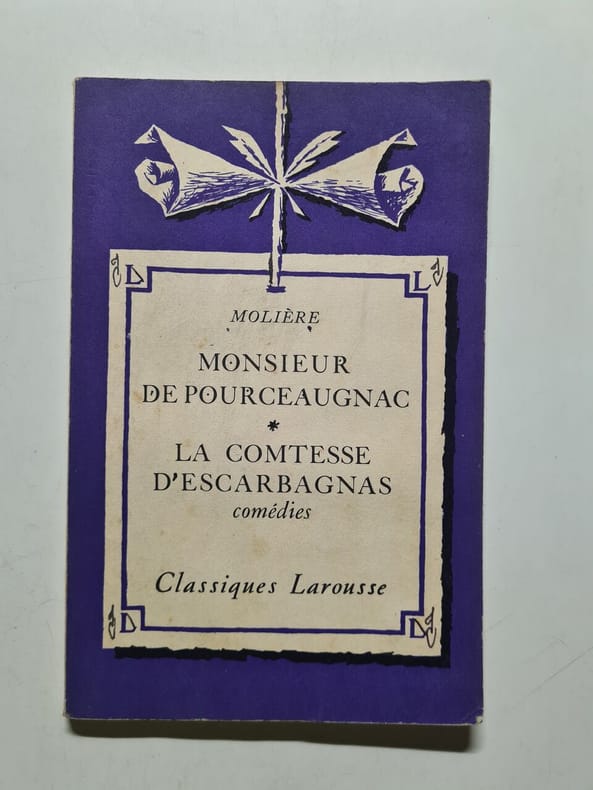 L L
MOLIÈRE
MONSIEUR
DE POURCEAUGNAC
*
LA COMTESSE
D'ESCARBAGNAS
comédies
Classiques Larousse